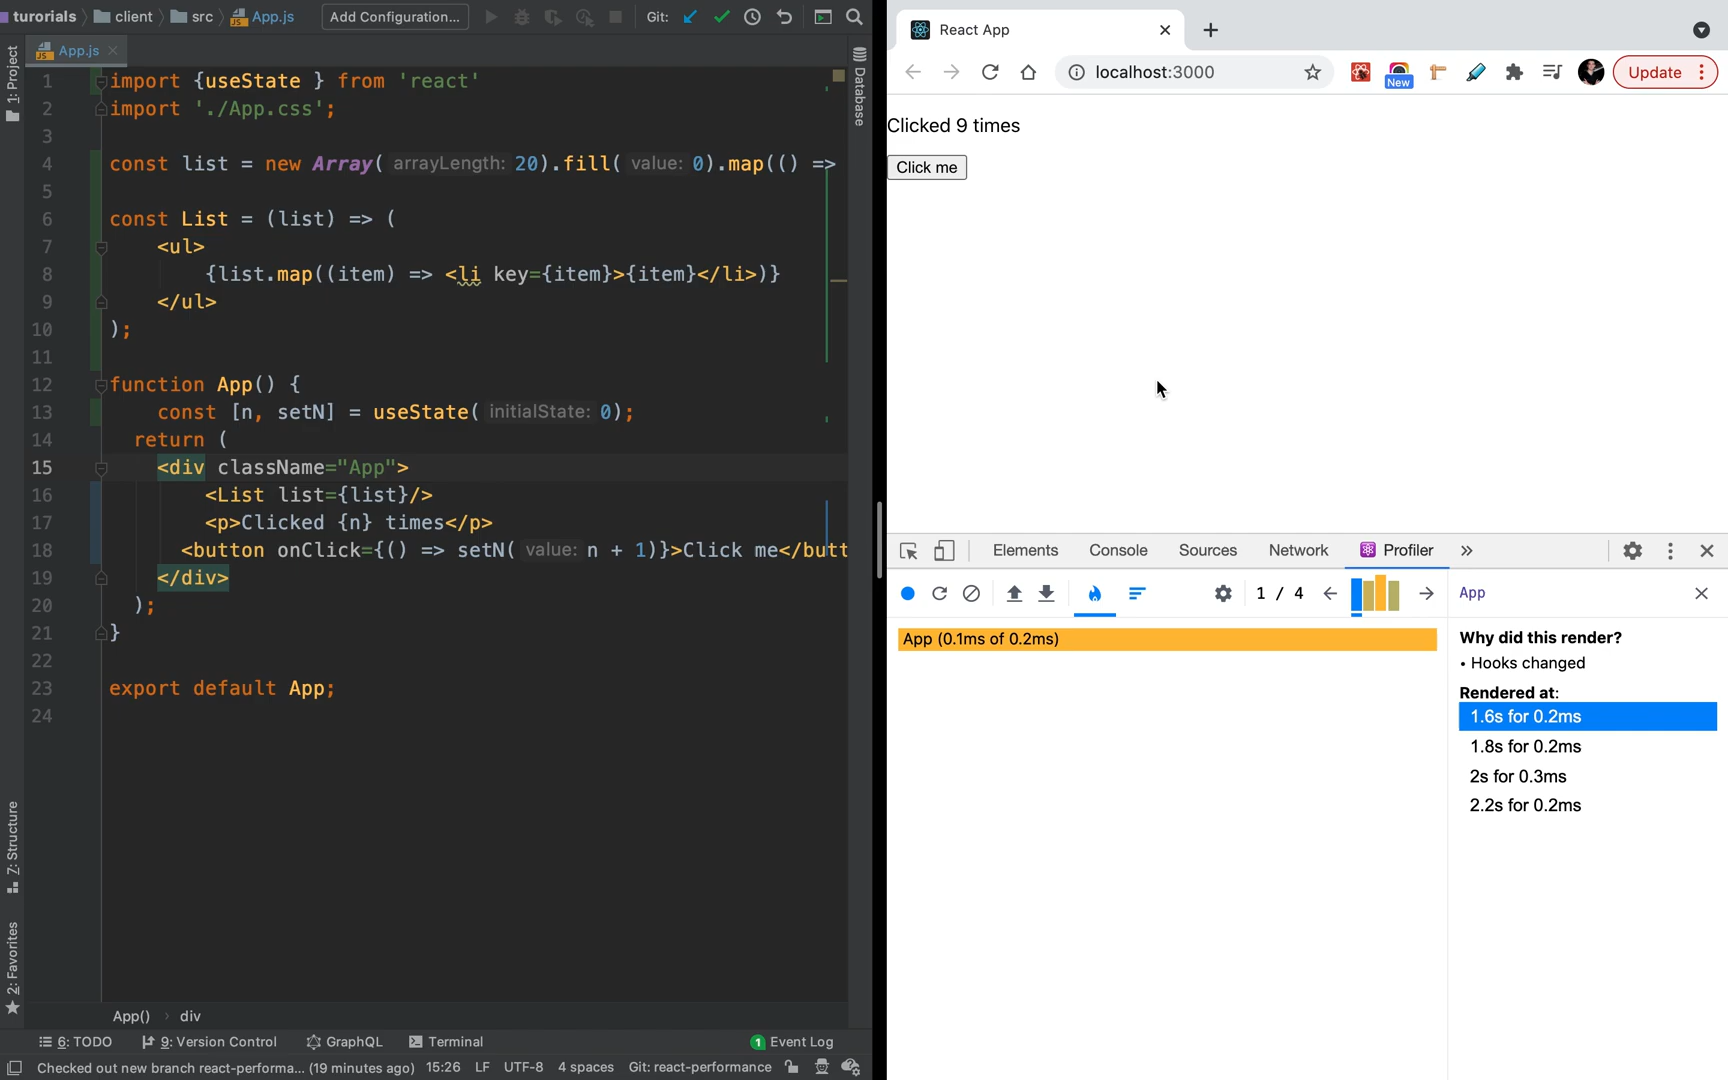 turorials client src App.js Add Configuration... Git:
1: Project
App.js
Database
1 import {useState } from 'react'
2 import './App.css';
3
4 const list = new Array( arrayLength: 20).fill( value: 0).map(() =>
5
6 const List = (list) => (
7 <ul>
8 {list.map((item) => <li key={item}>{item}</li>)}
9 </ul>
10 );
11
12 function App() {
13 const [n, setN] = useState( initialState: 0);
14 return (
15 <div className="App">
16 <List list={list}/>
17 <p>Clicked {n} times</p>
18 <button onClick={() => setN( value: n + 1)}>Click me</butt
19 </div>
20 );
21 }
22
23 export default App;
24
Z: Structure
2: Favorites
App() › div
6: TODO 9: Version Control GraphQL Terminal 1 Event Log
Checked out new branch react-performa... (19 minutes ago) 15:26 LF UTF-8 4 spaces Git: react-performance
React App
localhost:3000 New Update
Clicked 9 times
Click me
Elements Console Sources Network Profiler »
1 / 4 App
App (0.1ms of 0.2ms)
Why did this render?
• Hooks changed
Rendered at:
1.6s for 0.2ms
1.8s for 0.2ms
2s for 0.3ms
2.2s for 0.2ms